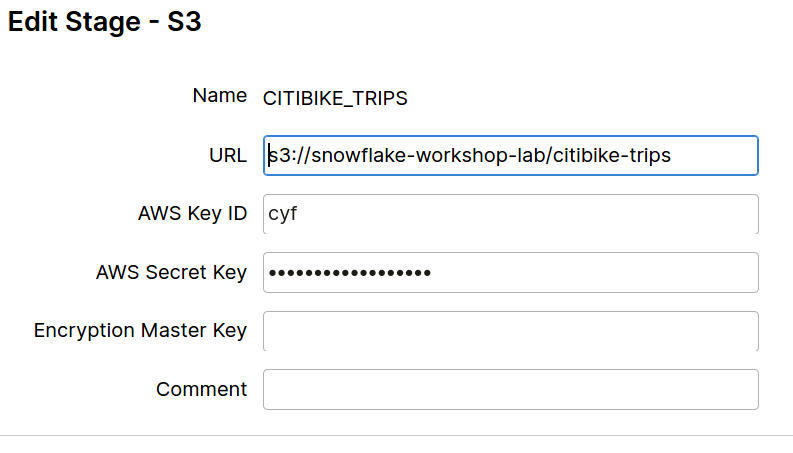 Edit Stage - S3
Name CITIBIKE_TRIPS
URL s3://snowflake-workshop-lab/citibike-trips
AWS Key ID cyf
AWS Secret Key ••••••••••••••••••
Encryption Master Key
Comment